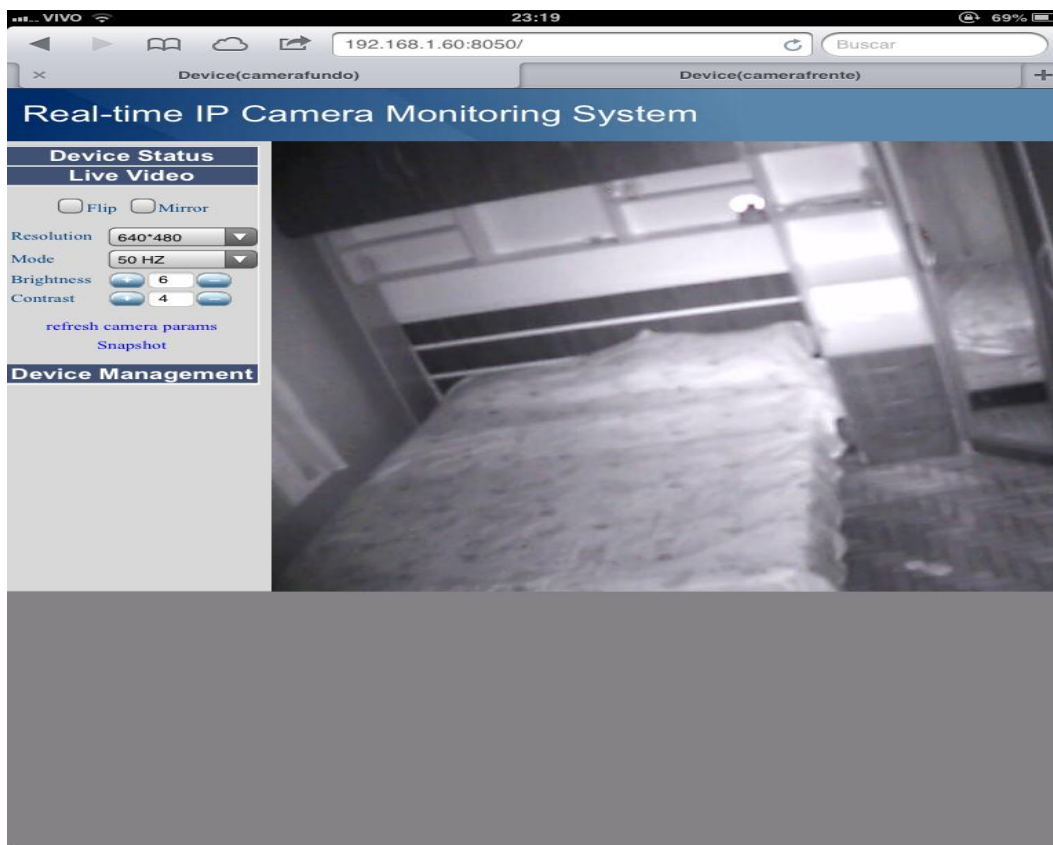 VIVO 23:19 69%
192.168.1.60:8050/ Buscar
Device(camerafundo) Device(camerafrente)
Real-time IP Camera Monitoring System
Device Status
Live Video
Flip Mirror
Resolution 640*480
Mode 50 HZ
Brightness + 6 −
Contrast + 4 −
refresh camera params
Snapshot
Device Management